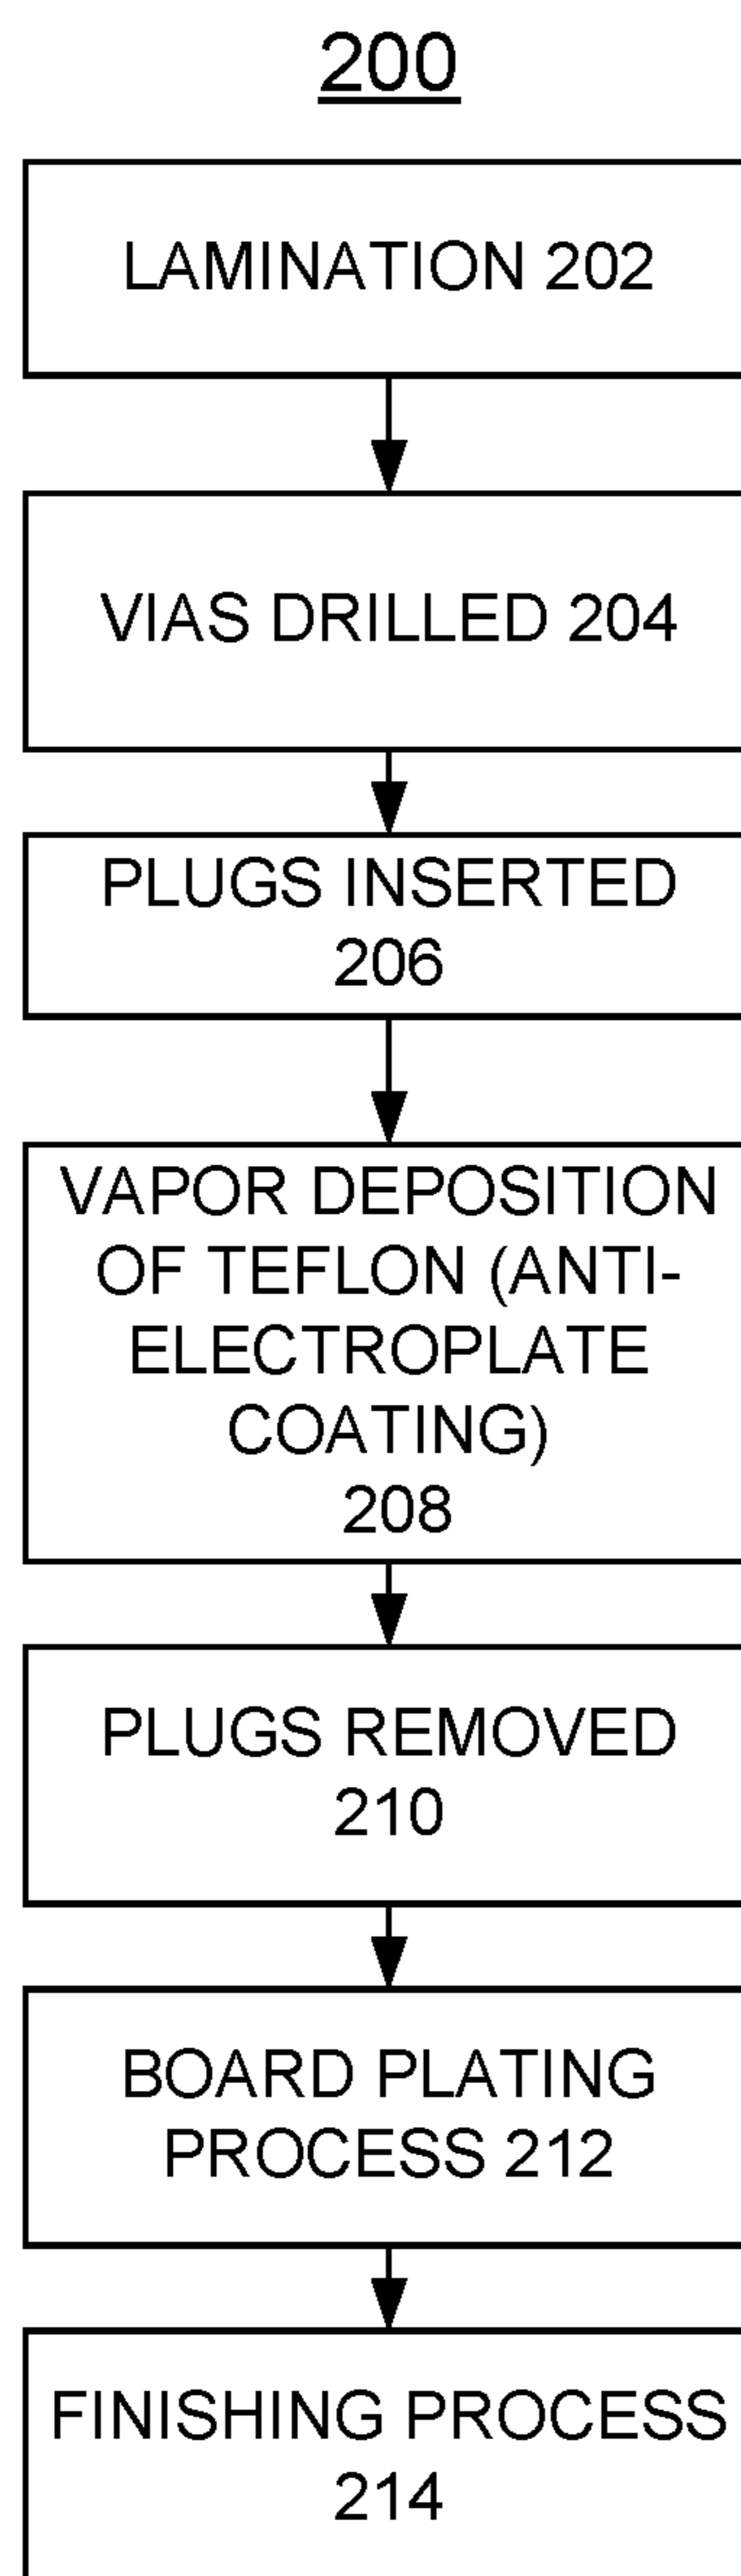 200
LAMINATION 202
VIAS DRILLED 204
PLUGS INSERTED
206
VAPOR DEPOSITION
OF TEFLON (ANTI-
ELECTROPLATE
COATING)
208
PLUGS REMOVED
210
BOARD PLATING
PROCESS 212
FINISHING PROCESS
214